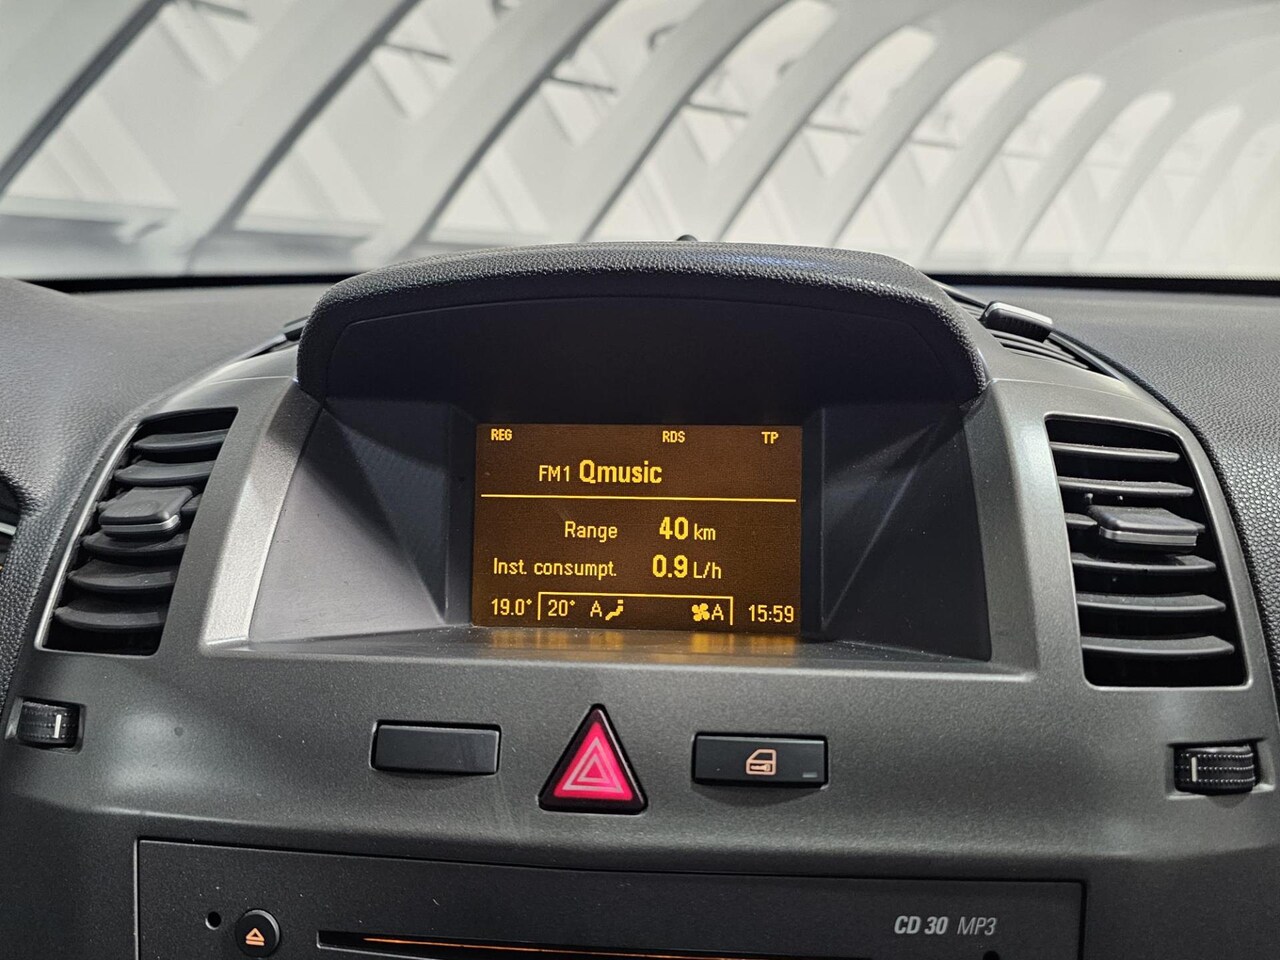 REG RDS TP
FM1 Qmusic
Range 40 km
Inst. consumpt. 0.9 L/h
19.0° 20° A A 15:59
CD 30 MP3